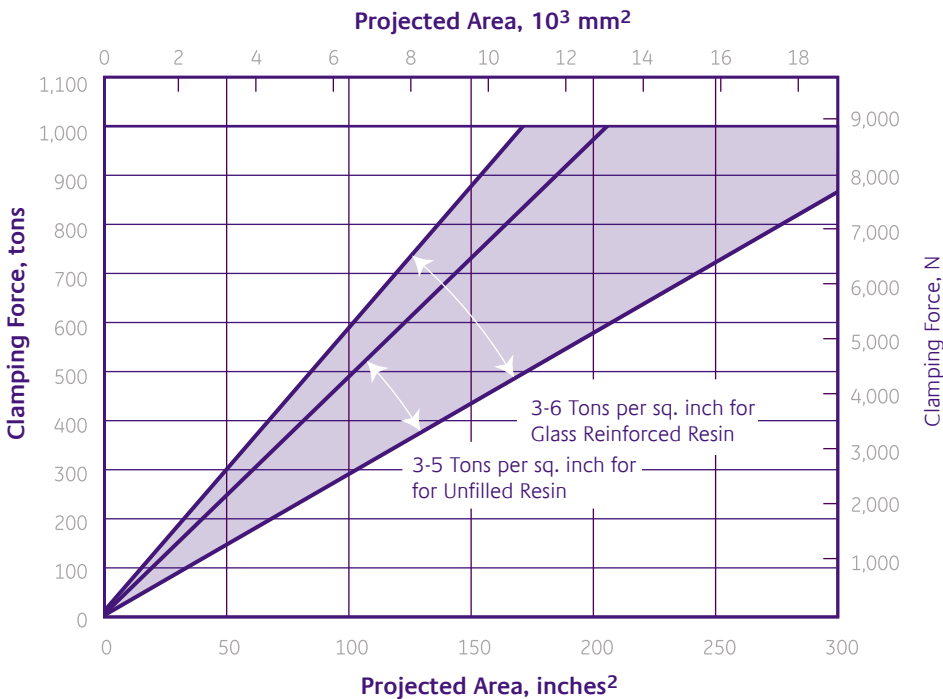 Projected Area, 10³ mm²
0 2 4 6 8 10 12 14 16 18
1,100
1,000
900
800
700
600
500
400
300
200
100
0
Clamping Force, tons
9,000
8,000
7,000
6,000
5,000
4,000
3,000
2,000
1,000
Clamping Force, N
3-6 Tons per sq. inch for
Glass Reinforced Resin
3-5 Tons per sq. inch for
for Unfilled Resin
0 50 100 150 200 250 300
Projected Area, inches²